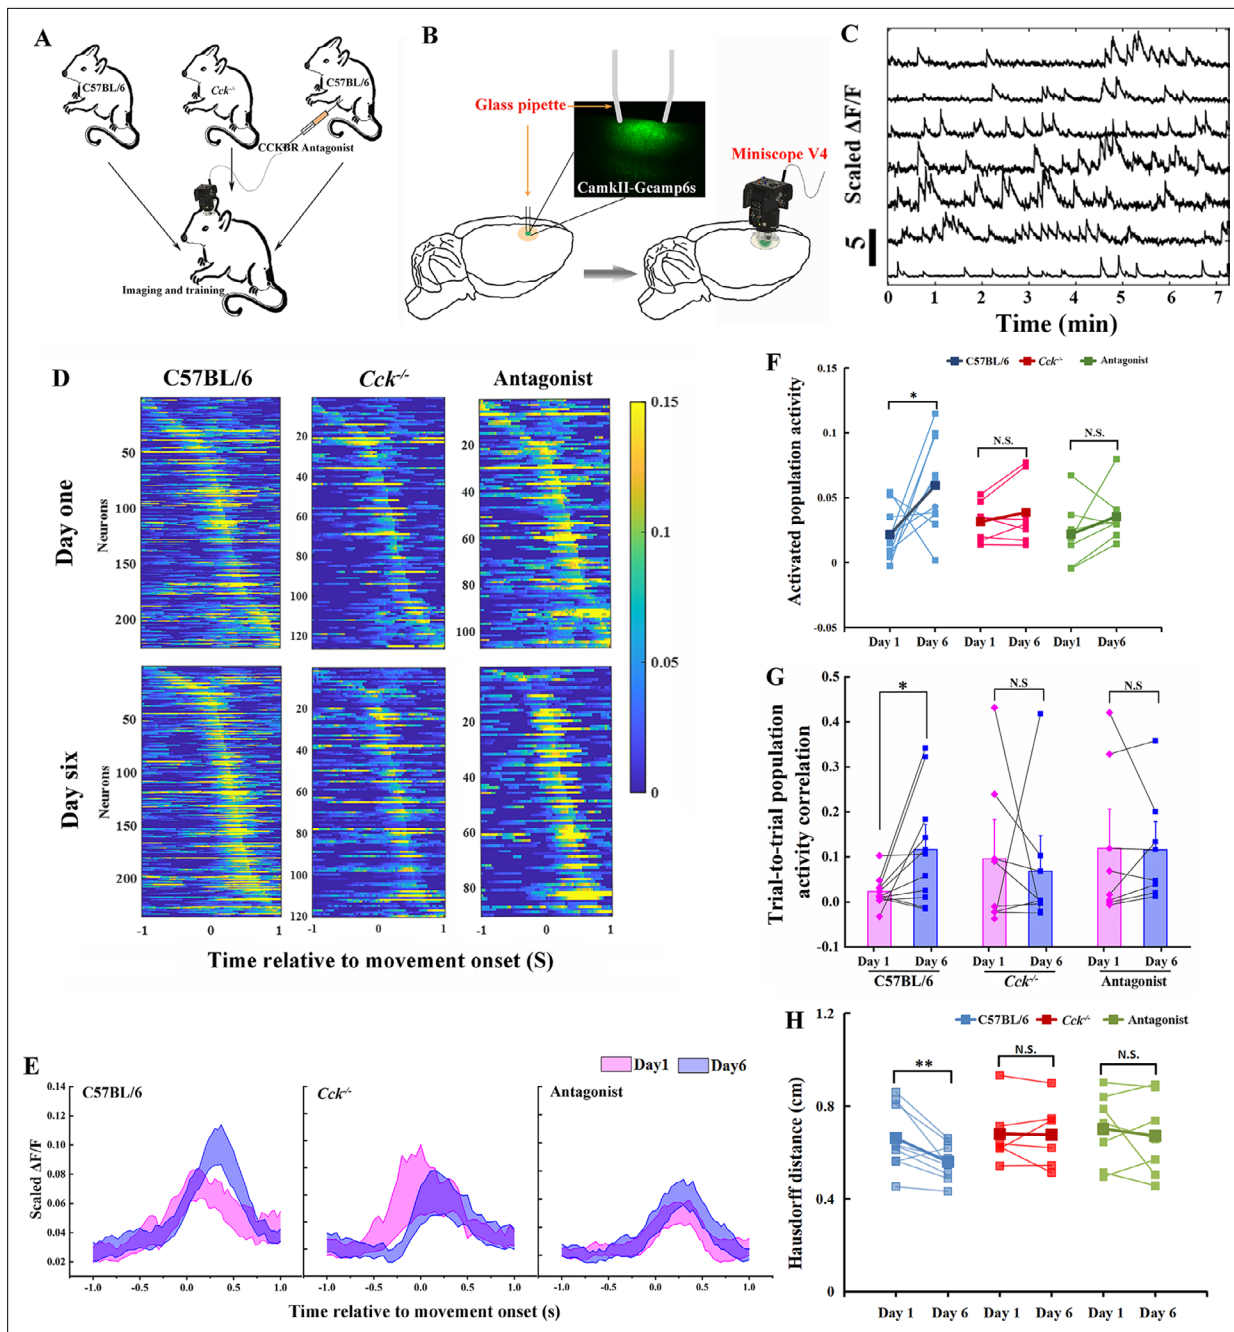 A
C57BL/6
Cck-/-
C57BL/6
CCKBR Antagonist
Imaging and training
B
Glass pipette
CamkII-Gcamp6s
Miniscope V4
C
Scaled ΔF/F
5
0 1 2 3 4 5 6 7
Time (min)
D
C57BL/6 Cck-/- Antagonist
Day one
Neurons
50
100
150
200
20
40
60
80
100
120
20
40
60
80
100
0.15
0.1
0.05
0
Day six
Neurons
50
100
150
200
20
40
60
80
100
120
20
40
60
80
-1 0 1 -1 0 1 -1 0 1
Time relative to movement onset (S)
E
Day1 Day6
C57BL/6 Cck-/- Antagonist
Scaled ΔF/F
0.14
0.12
0.10
0.08
0.06
0.04
0.02
-1.0 -0.5 0.0 0.5 1.0 -1.0 -0.5 0.0 0.5 1.0 -1.0 -0.5 0.0 0.5 1.0
Time relative to movement onset (s)
F
C57BL/6 Cck-/- Antagonist
Activated population activity
0.15
0.1
0.05
0
-0.05
* N.S. N.S.
Day 1 Day 6 Day 1 Day 6 Day1 Day6
G
Trial-to-trial population
activity correlation
0.5
0.4
0.3
0.2
0.1
0.0
-0.1
* N.S N.S
Day 1 Day 6 Day 1 Day 6 Day 1 Day 6
C57BL/6 Cck-/- Antagonist
H
C57BL/6 Cck-/- Antagonist
Hausdorff distance (cm)
1.2
0.8
0.4
0
** N.S. N.S.
Day 1 Day 6 Day 1 Day 6 Day 1 Day 6